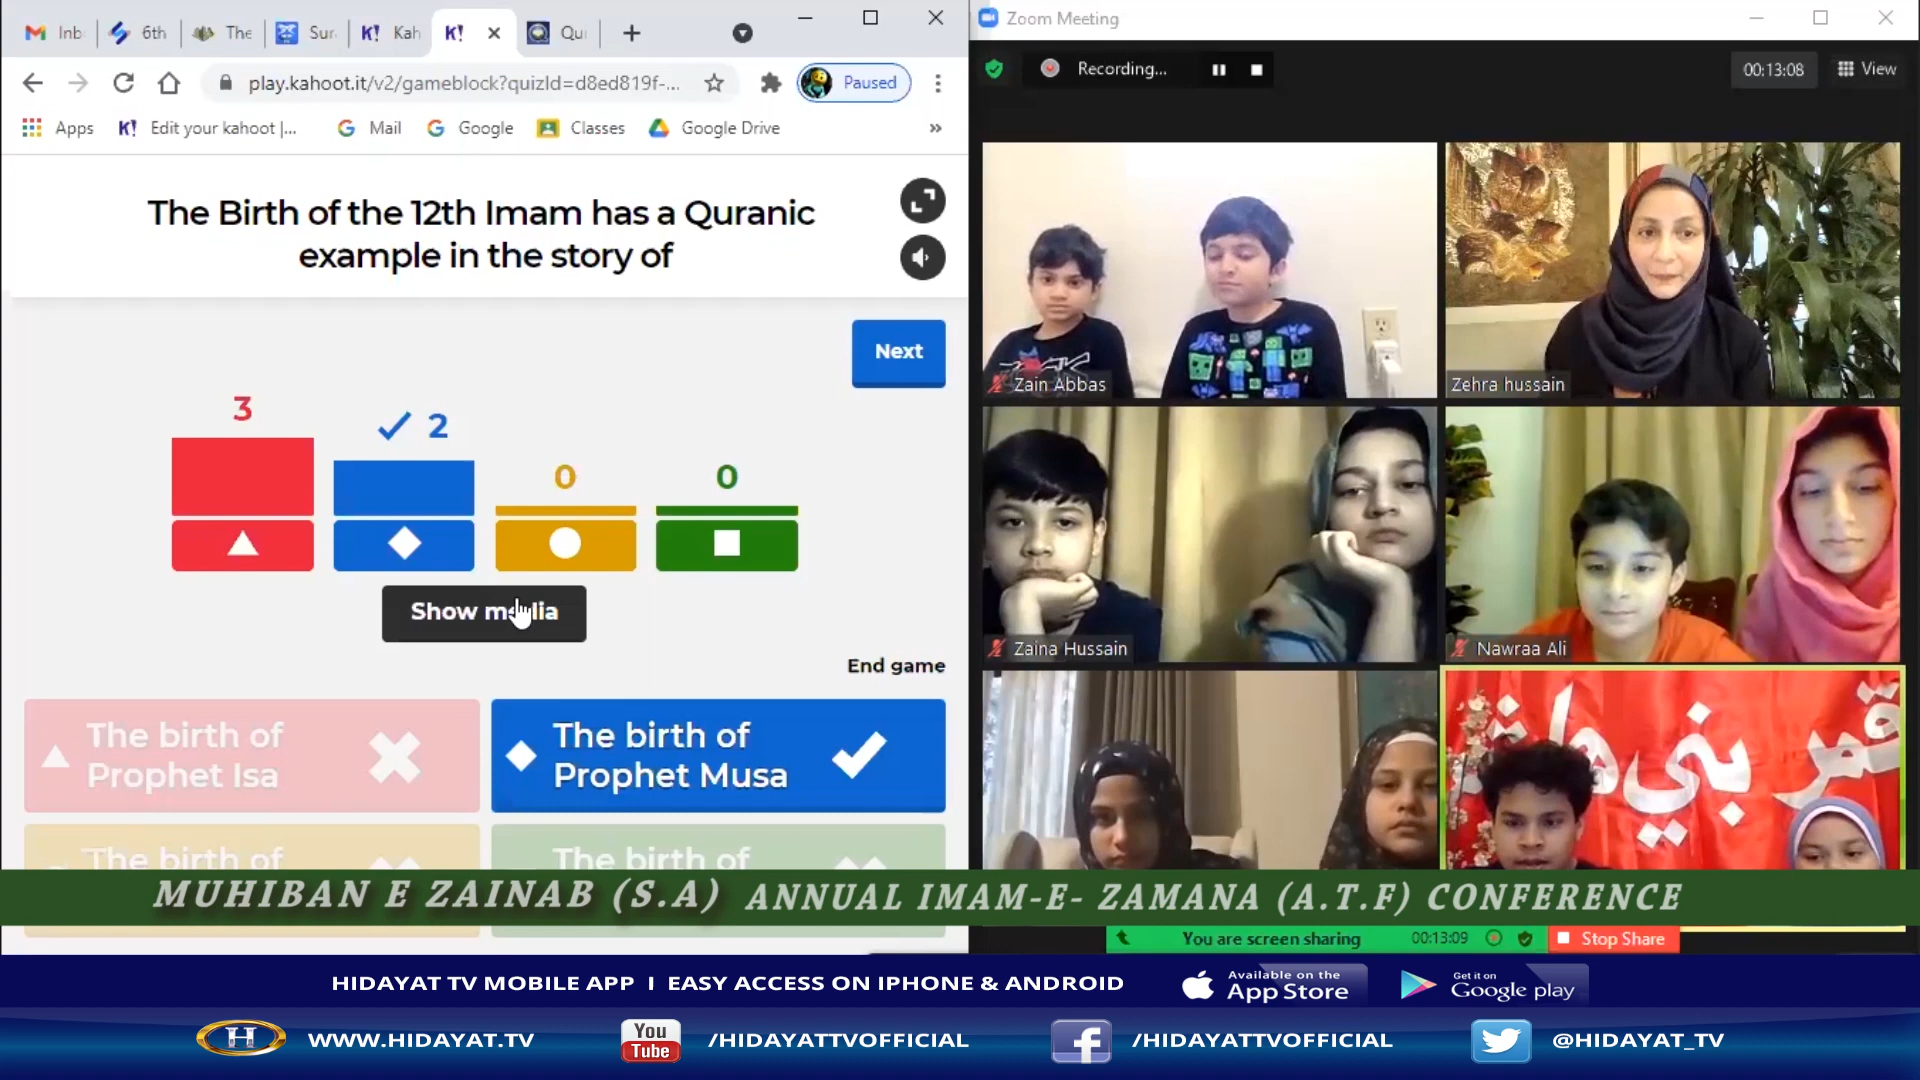 Inb
6th
The
Sur
Kah
Qu
play.kahoot.it/v2/gameblock?quizId=d8ed819f-...
Paused
Apps
Edit your kahoot |...
Mail
Google
Classes
Google Drive
The Birth of the 12th Imam has a Quranic
example in the story of
Next
3
2
0
0
Show media
End game
The birth of
Prophet Isa
The birth of
Prophet Musa
The birth of
The birth of
Zoom Meeting
Recording...
00:13:08
View
Zain Abbas
Zehra hussain
Zaina Hussain
Nawraa Ali
قمر بني هاشم
MUHIBAN E ZAINAB (S.A) ANNUAL IMAM-E- ZAMANA (A.T.F) CONFERENCE
You are screen sharing
00:13:09
Stop Share
HIDAYAT TV MOBILE APP I EASY ACCESS ON IPHONE & ANDROID
Available on the
App Store
Get it on
Google play
H
WWW.HIDAYAT.TV
You
Tube
/HIDAYATTVOFFICIAL
f
/HIDAYATTVOFFICIAL
@HIDAYAT_TV